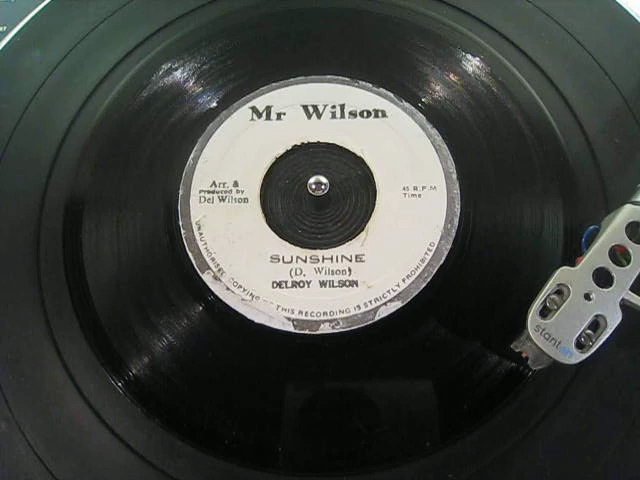 Mr Wilson
Arr. &
Produced by
Del Wilson
45 R.P.M
Time
SUNSHINE
(D. Wilson)
DELROY WILSON
UNAUTHORISED COPYING - THIS RECORDING IS STRICTLY PROHIBITED
stanton